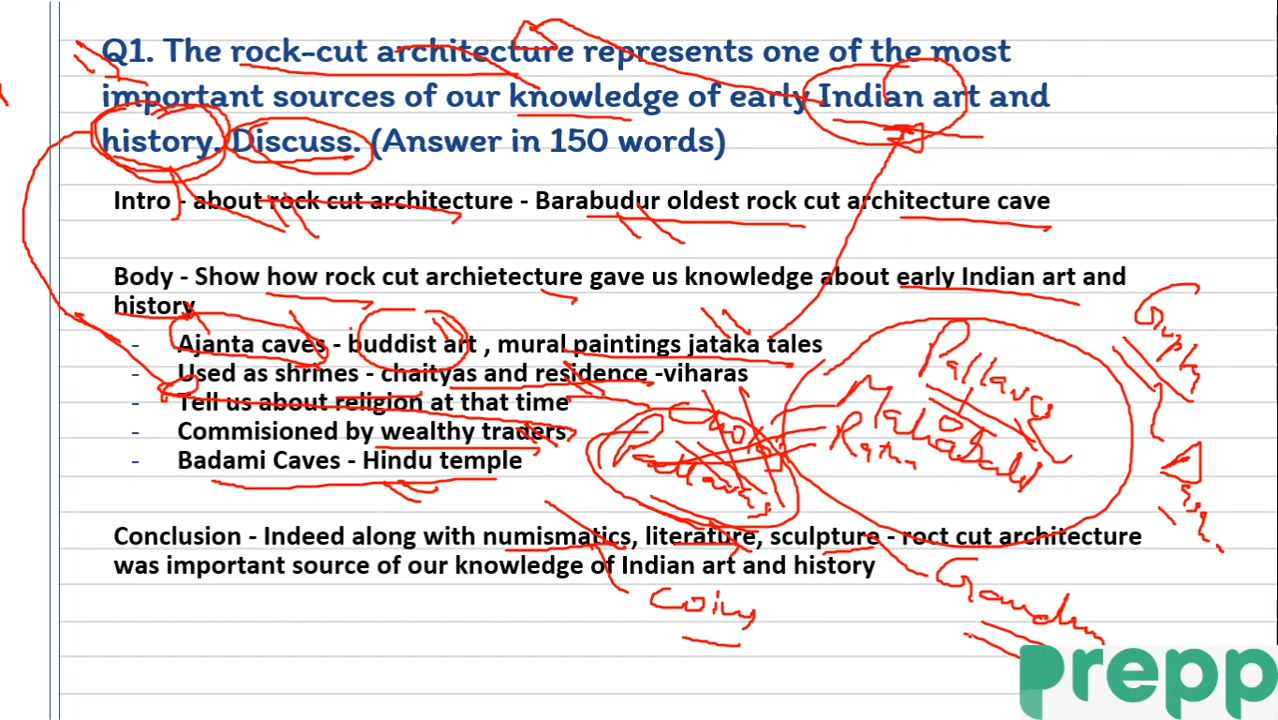 Q1. The rock-cut architecture represents one of the most
important sources of our knowledge of early Indian art and
history. Discuss. (Answer in 150 words)
Intro - about rock cut architecture - Barabudur oldest rock cut architecture cave
Body - Show how rock cut archietecture gave us knowledge about early Indian art and
history
- Ajanta caves - buddist art , mural paintings jataka tales
- Used as shrines - chaityas and residence -viharas
- Tell us about religion at that time
- Commisioned by wealthy traders
- Badami Caves - Hindu temple
Pallavas
Ratha
Conclusion - Indeed along with numismatics, literature, sculpture - roct cut architecture
was important source of our knowledge of Indian art and history
Coins
prepp